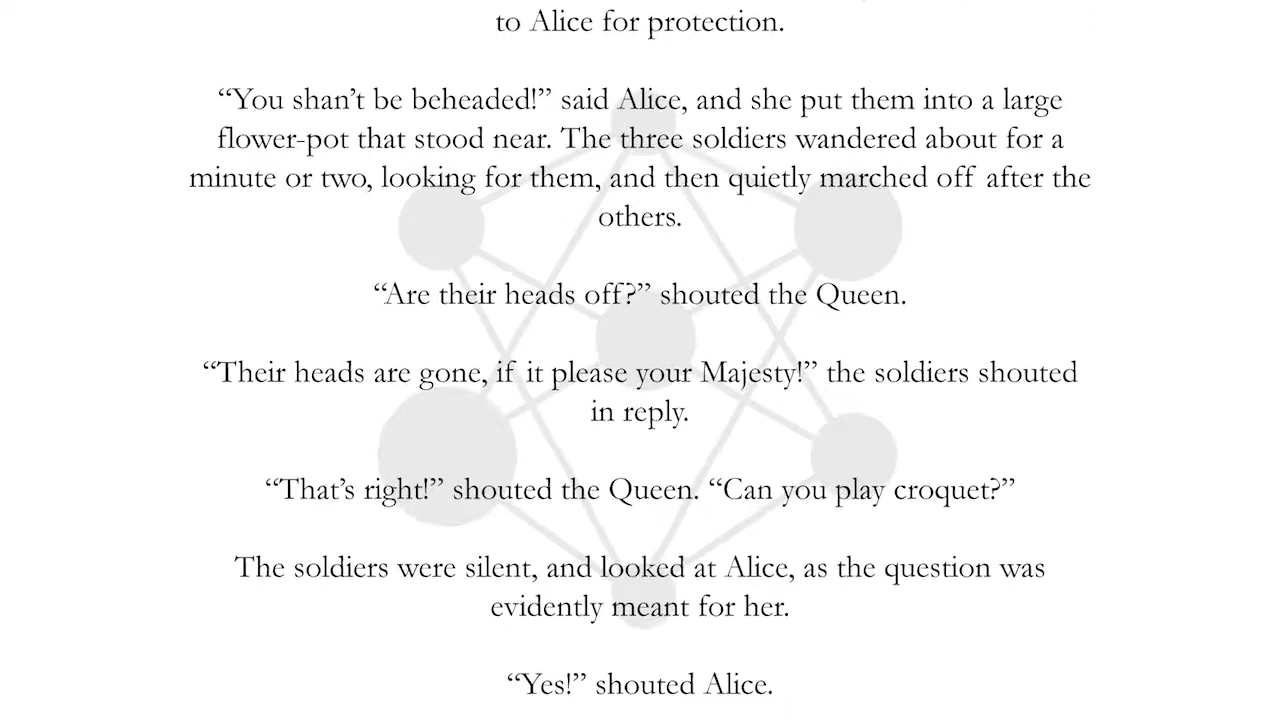 to Alice for protection.
“You shan’t be beheaded!” said Alice, and she put them into a large
flower-pot that stood near. The three soldiers wandered about for a
minute or two, looking for them, and then quietly marched off after the
others.
“Are their heads off?” shouted the Queen.
“Their heads are gone, if it please your Majesty!” the soldiers shouted
in reply.
“That’s right!” shouted the Queen. “Can you play croquet?”
The soldiers were silent, and looked at Alice, as the question was
evidently meant for her.
“Yes!” shouted Alice.